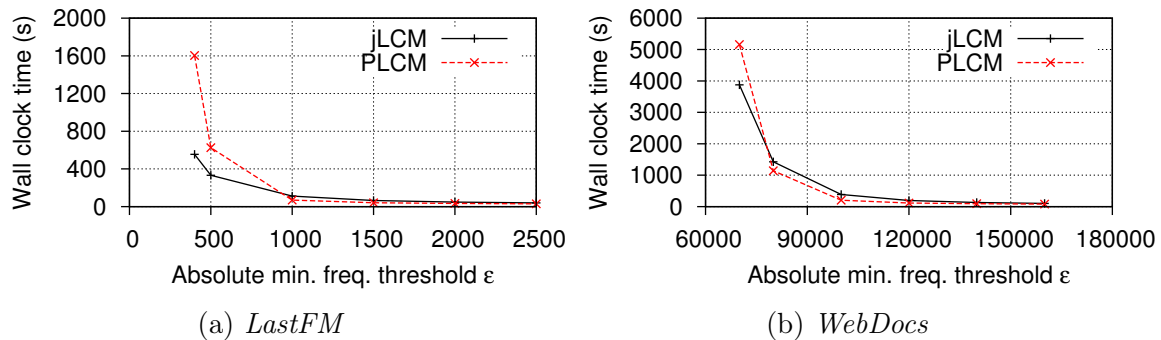 Wall clock time (s)
2000
1600
1200
800
400
0
jLCM
PLCM
0 500 1000 1500 2000 2500
Absolute min. freq. threshold ε
(a) LastFM
Wall clock time (s)
6000
5000
4000
3000
2000
1000
0
jLCM
PLCM
60000 90000 120000 150000 180000
Absolute min. freq. threshold ε
(b) WebDocs